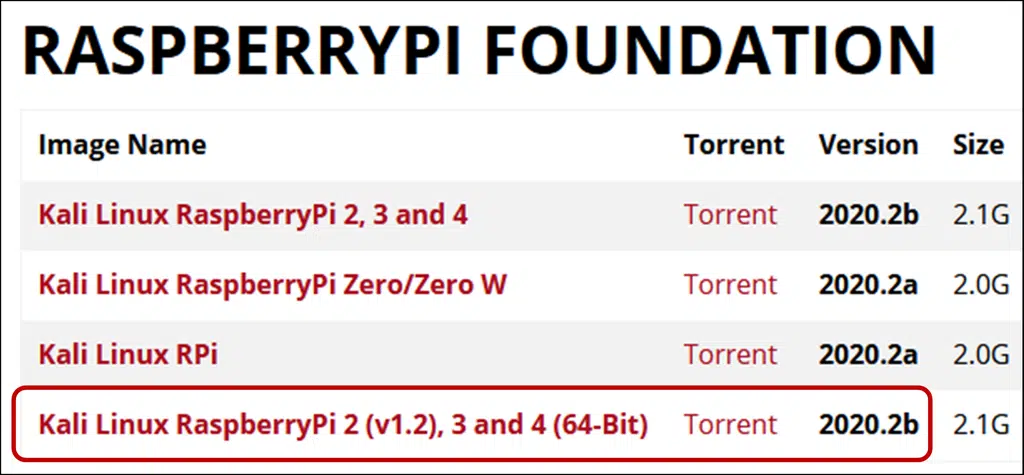 RASPBERRYPI FOUNDATION
Image Name Torrent Version Size
Kali Linux RaspberryPi 2, 3 and 4 Torrent 2020.2b 2.1G
Kali Linux RaspberryPi Zero/Zero W Torrent 2020.2a 2.0G
Kali Linux RPi Torrent 2020.2a 2.0G
Kali Linux RaspberryPi 2 (v1.2), 3 and 4 (64-Bit) Torrent 2020.2b 2.1G